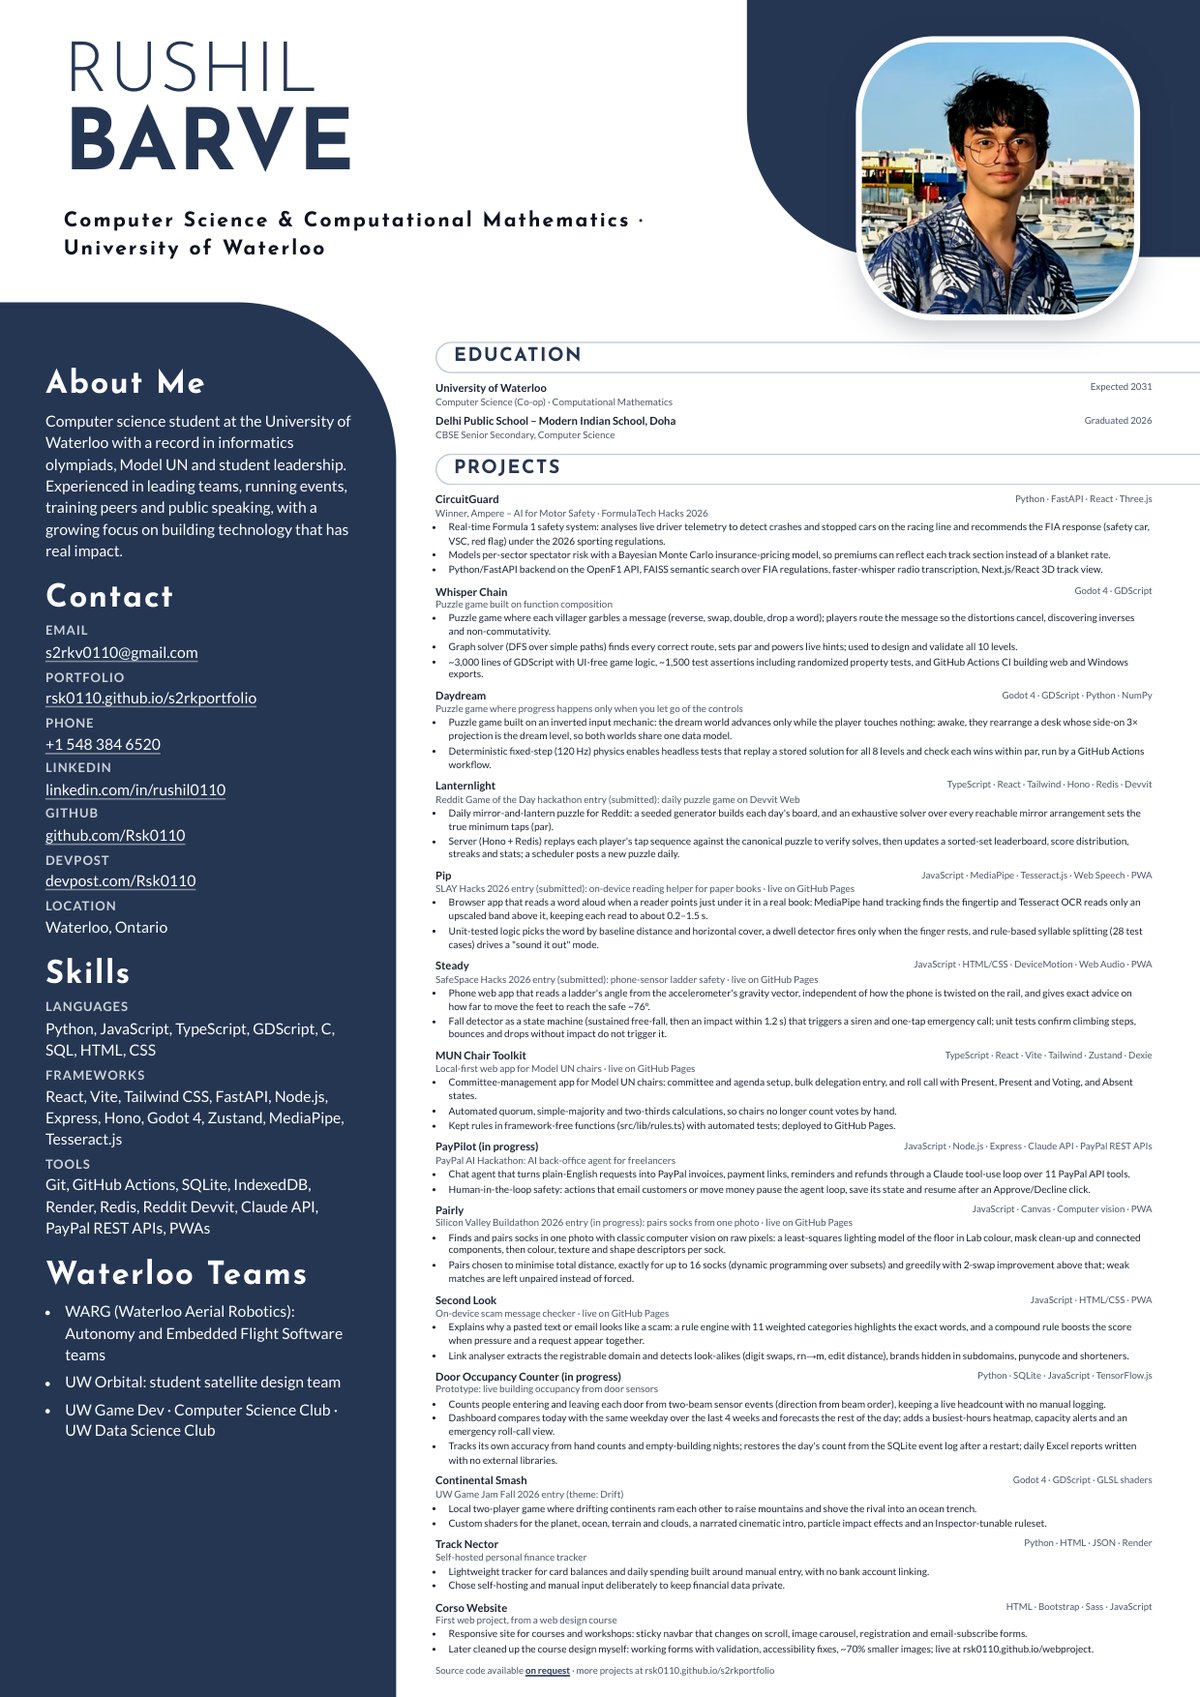 RUSHIL
BARVE
Computer Science & Computational Mathematics ·
University of Waterloo
About Me
Computer science student at the University of
Waterloo with a record in informatics
olympiads, Model UN and student leadership.
Experienced in leading teams, running events,
training peers and public speaking, with a
growing focus on building technology that has
real impact.
Contact
EMAIL
s2rkv0110@gmail.com
PORTFOLIO
rsk0110.github.io/s2rkportfolio
PHONE
+1 548 384 6520
LINKEDIN
linkedin.com/in/rushil0110
GITHUB
github.com/Rsk0110
DEVPOST
devpost.com/Rsk0110
LOCATION
Waterloo, Ontario
Skills
LANGUAGES
Python, JavaScript, TypeScript, GDScript, C,
SQL, HTML, CSS
FRAMEWORKS
React, Vite, Tailwind CSS, FastAPI, Node.js,
Express, Hono, Godot 4, Zustand, MediaPipe,
Tesseract.js
TOOLS
Git, GitHub Actions, SQLite, IndexedDB,
Render, Redis, Reddit Devvit, Claude API,
PayPal REST APIs, PWAs
Waterloo Teams
• WARG (Waterloo Aerial Robotics):
Autonomy and Embedded Flight Software
teams
• UW Orbital: student satellite design team
• UW Game Dev · Computer Science Club ·
UW Data Science Club
EDUCATION
University of Waterloo Expected 2031
Computer Science (Co-op) · Computational Mathematics
Delhi Public School – Modern Indian School, Doha Graduated 2026
CBSE Senior Secondary, Computer Science
PROJECTS
CircuitGuard Python · FastAPI · React · Three.js
Winner, Ampere – AI for Motor Safety · FormulaTech Hacks 2026
• Real-time Formula 1 safety system: analyses live driver telemetry to detect crashes and stopped cars on the racing line and recommends the FIA response (safety car,
VSC, red flag) under the 2026 sporting regulations.
• Models per-sector spectator risk with a Bayesian Monte Carlo insurance-pricing model, so premiums can reflect each track section instead of a blanket rate.
• Python/FastAPI backend on the OpenF1 API, FAISS semantic search over FIA regulations, faster-whisper radio transcription, Next.js/React 3D track view.
Whisper Chain Godot 4 · GDScript
Puzzle game built on function composition
• Puzzle game where each villager garbles a message (reverse, swap, double, drop a word); players route the message so the distortions cancel, discovering inverses
and non-commutativity.
• Graph solver (DFS over simple paths) finds every correct route, sets par and powers live hints; used to design and validate all 10 levels.
• ~3,000 lines of GDScript with UI-free game logic, ~1,500 test assertions including randomized property tests, and GitHub Actions CI building web and Windows
exports.
Daydream Godot 4 · GDScript · Python · NumPy
Puzzle game where progress happens only when you let go of the controls
• Puzzle game built on an inverted input mechanic: the dream world advances only while the player touches nothing; awake, they rearrange a desk whose side-on 3×
projection is the dream level, so both worlds share one data model.
• Deterministic fixed-step (120 Hz) physics enables headless tests that replay a stored solution for all 8 levels and check each wins within par, run by a GitHub Actions
workflow.
Lanternlight TypeScript · React · Tailwind · Hono · Redis · Devvit
Reddit Game of the Day hackathon entry (submitted): daily puzzle game on Devvit Web
• Daily mirror-and-lantern puzzle for Reddit: a seeded generator builds each day's board, and an exhaustive solver over every reachable mirror arrangement sets the
true minimum taps (par).
• Server (Hono + Redis) replays each player's tap sequence against the canonical puzzle to verify solves, then updates a sorted-set leaderboard, score distribution,
streaks and stats; a scheduler posts a new puzzle daily.
Pip JavaScript · MediaPipe · Tesseract.js · Web Speech · PWA
SLAY Hacks 2026 entry (submitted): on-device reading helper for paper books · live on GitHub Pages
• Browser app that reads a word aloud when a reader points just under it in a real book: MediaPipe hand tracking finds the fingertip and Tesseract OCR reads only an
upscaled band above it, keeping each read to about 0.2–1.5 s.
• Unit-tested logic picks the word by baseline distance and horizontal cover, a dwell detector fires only when the finger rests, and rule-based syllable splitting (28 test
cases) drives a "sound it out" mode.
Steady JavaScript · HTML/CSS · DeviceMotion · Web Audio · PWA
SafeSpace Hacks 2026 entry (submitted): phone-sensor ladder safety · live on GitHub Pages
• Phone web app that reads a ladder's angle from the accelerometer's gravity vector, independent of how the phone is twisted on the rail, and gives exact advice on
how far to move the feet to reach the safe ~76°.
• Fall detector as a state machine (sustained free-fall, then an impact within 1.2 s) that triggers a siren and one-tap emergency call; unit tests confirm climbing steps,
bounces and drops without impact do not trigger it.
MUN Chair Toolkit TypeScript · React · Vite · Tailwind · Zustand · Dexie
Local-first web app for Model UN chairs · live on GitHub Pages
• Committee-management app for Model UN chairs: committee and agenda setup, bulk delegation entry, and roll call with Present, Present and Voting, and Absent
states.
• Automated quorum, simple-majority and two-thirds calculations, so chairs no longer count votes by hand.
• Kept rules in framework-free functions (src/lib/rules.ts) with automated tests; deployed to GitHub Pages.
PayPilot (in progress) JavaScript · Node.js · Express · Claude API · PayPal REST APIs
PayPal AI Hackathon: AI back-office agent for freelancers
• Chat agent that turns plain-English requests into PayPal invoices, payment links, reminders and refunds through a Claude tool-use loop over 11 PayPal API tools.
• Human-in-the-loop safety: actions that email customers or move money pause the agent loop, save its state and resume after an Approve/Decline click.
Pairly JavaScript · Canvas · Computer vision · PWA
Silicon Valley Buildathon 2026 entry (in progress): pairs socks from one photo · live on GitHub Pages
• Finds and pairs socks in one photo with classic computer vision on raw pixels: a least-squares lighting model of the floor in Lab colour, mask clean-up and connected
components, then colour, texture and shape descriptors per sock.
• Pairs chosen to minimise total distance, exactly for up to 16 socks (dynamic programming over subsets) and greedily with 2-swap improvement above that; weak
matches are left unpaired instead of forced.
Second Look JavaScript · HTML/CSS · PWA
On-device scam message checker · live on GitHub Pages
• Explains why a pasted text or email looks like a scam: a rule engine with 11 weighted categories highlights the exact words, and a compound rule boosts the score
when pressure and a request appear together.
• Link analyser extracts the registrable domain and detects look-alikes (digit swaps, rn→m, edit distance), brands hidden in subdomains, punycode and shorteners.
Door Occupancy Counter (in progress) Python · SQLite · JavaScript · TensorFlow.js
Prototype: live building occupancy from door sensors
• Counts people entering and leaving each door from two-beam sensor events (direction from beam order), keeping a live headcount with no manual logging.
• Dashboard compares today with the same weekday over the last 4 weeks and forecasts the rest of the day; adds a busiest-hours heatmap, capacity alerts and an
emergency roll-call view.
• Tracks its own accuracy from hand counts and empty-building nights; restores the day's count from the SQLite event log after a restart; daily Excel reports written
with no external libraries.
Continental Smash Godot 4 · GDScript · GLSL shaders
UW Game Jam Fall 2026 entry (theme: Drift)
• Local two-player game where drifting continents ram each other to raise mountains and shove the rival into an ocean trench.
• Custom shaders for the planet, ocean, terrain and clouds, a narrated cinematic intro, particle impact effects and an Inspector-tunable ruleset.
Track Nector Python · HTML · JSON · Render
Self-hosted personal finance tracker
• Lightweight tracker for card balances and daily spending built around manual entry, with no bank account linking.
• Chose self-hosting and manual input deliberately to keep financial data private.
Corso Website HTML · Bootstrap · Sass · JavaScript
First web project, from a web design course
• Responsive site for courses and workshops: sticky navbar that changes on scroll, image carousel, registration and email-subscribe forms.
• Later cleaned up the course design myself: working forms with validation, accessibility fixes, ~70% smaller images; live at rsk0110.github.io/webproject.
Source code available on request · more projects at rsk0110.github.io/s2rkportfolio